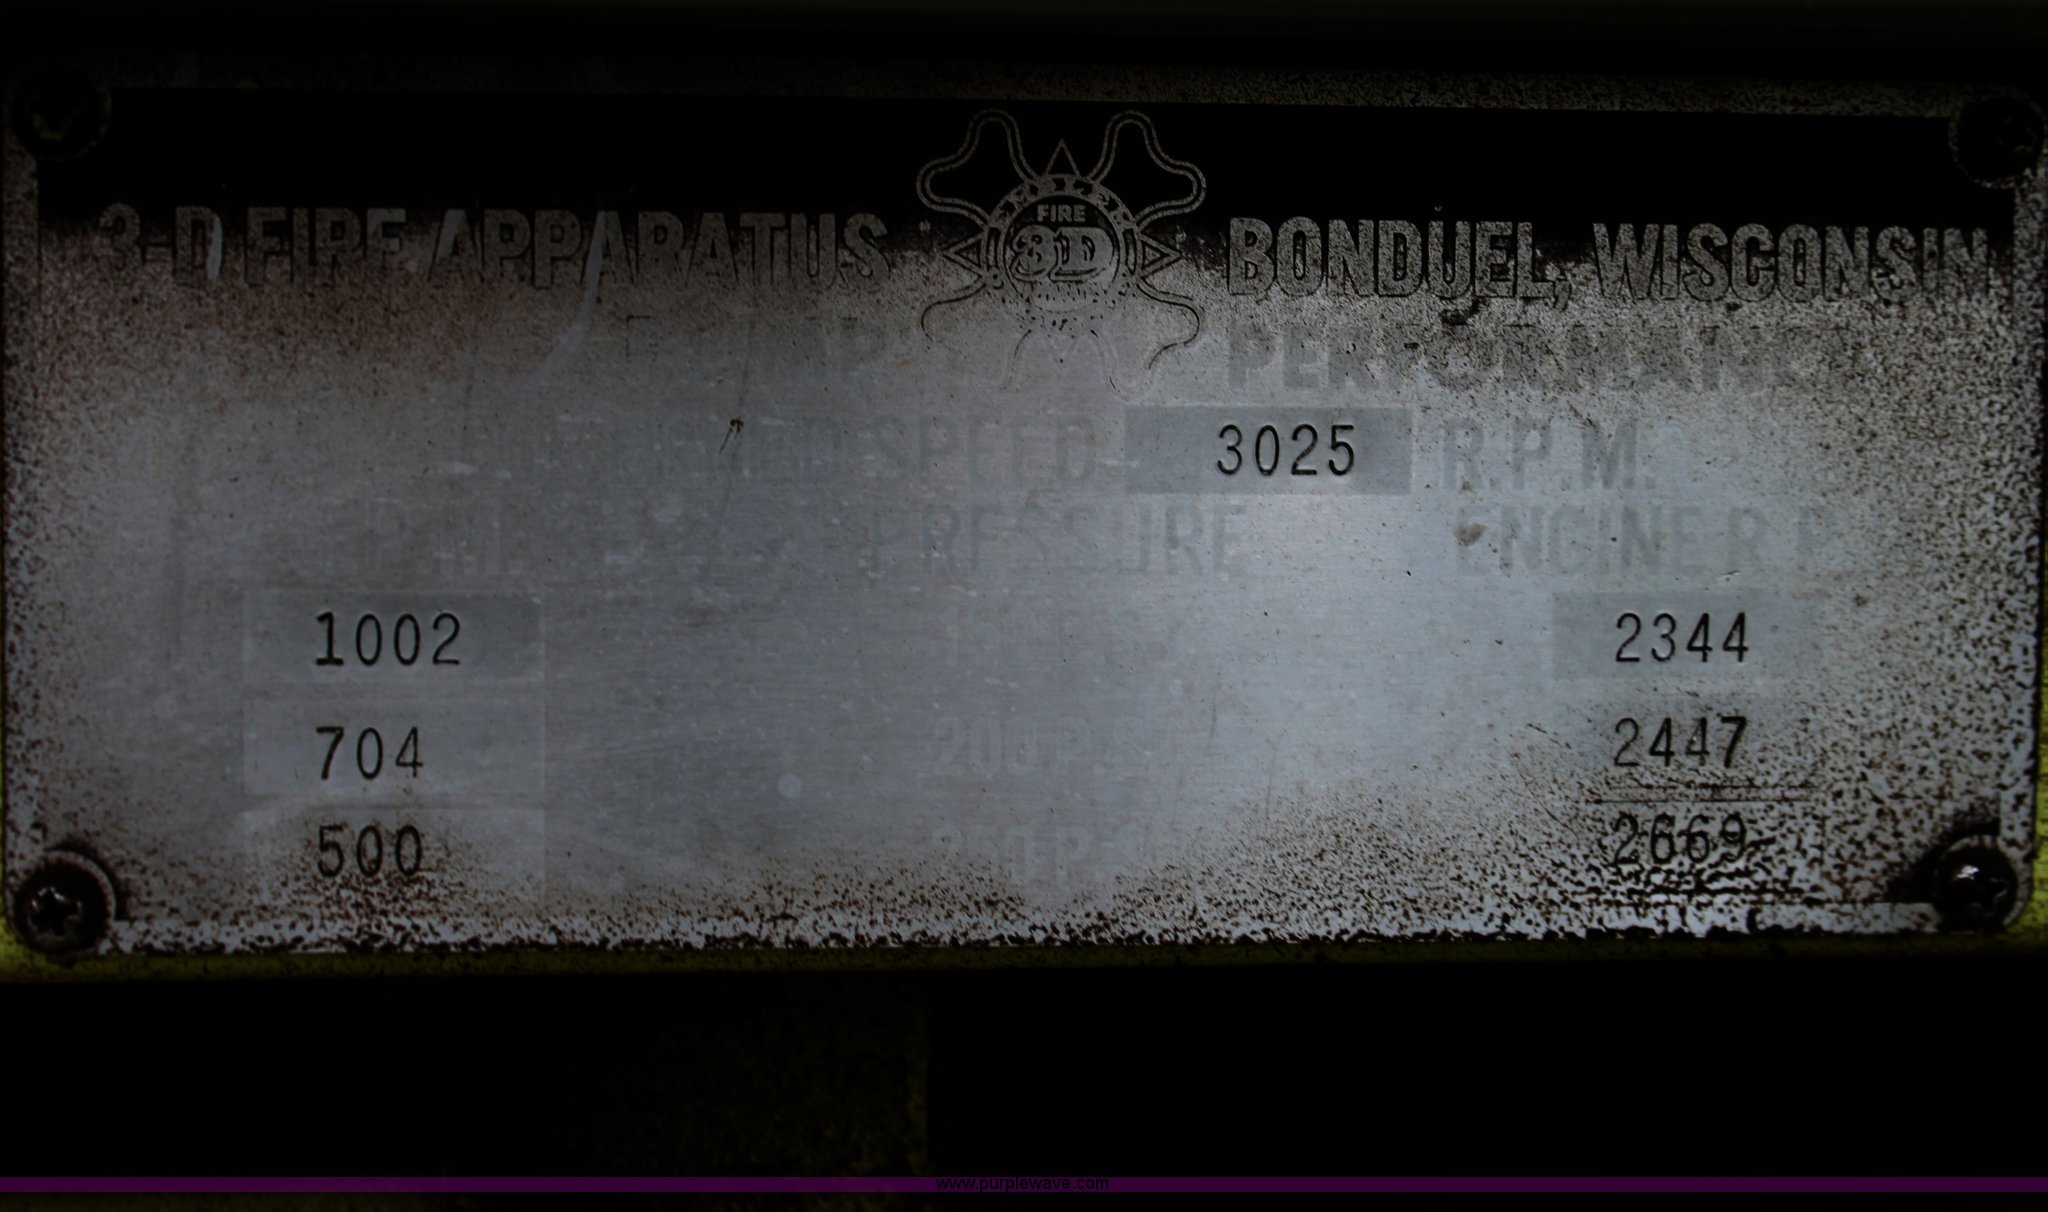 3-D FIRE APPARATUS FIRE 3D BONDUEL, WISCONSIN
PERFORMANCE
SPEED 3025 R.P.M.
PRESSURE ENGINE R.P.
1002 2344
704 200 P.S. 2447
500 250 P.S. 2669
www.purplewave.com